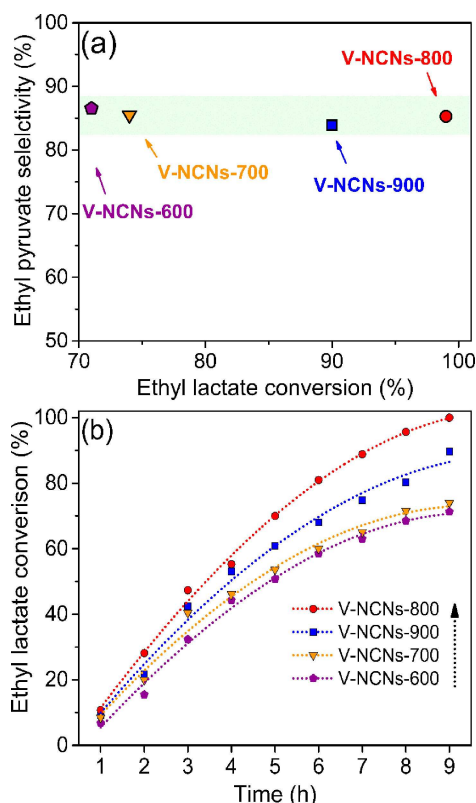 (a)
V-NCNs-800
V-NCNs-700
V-NCNs-900
V-NCNs-600
Ethyl pyruvate selelctivity (%)
100
90
80
70
60
50
70
80
90
100
Ethyl lactate conversion (%)
(b)
Ethyl lactate converison (%)
100
80
60
40
20
0
V-NCNs-800
V-NCNs-900
V-NCNs-700
V-NCNs-600
1 2 3 4 5 6 7 8 9
Time (h)